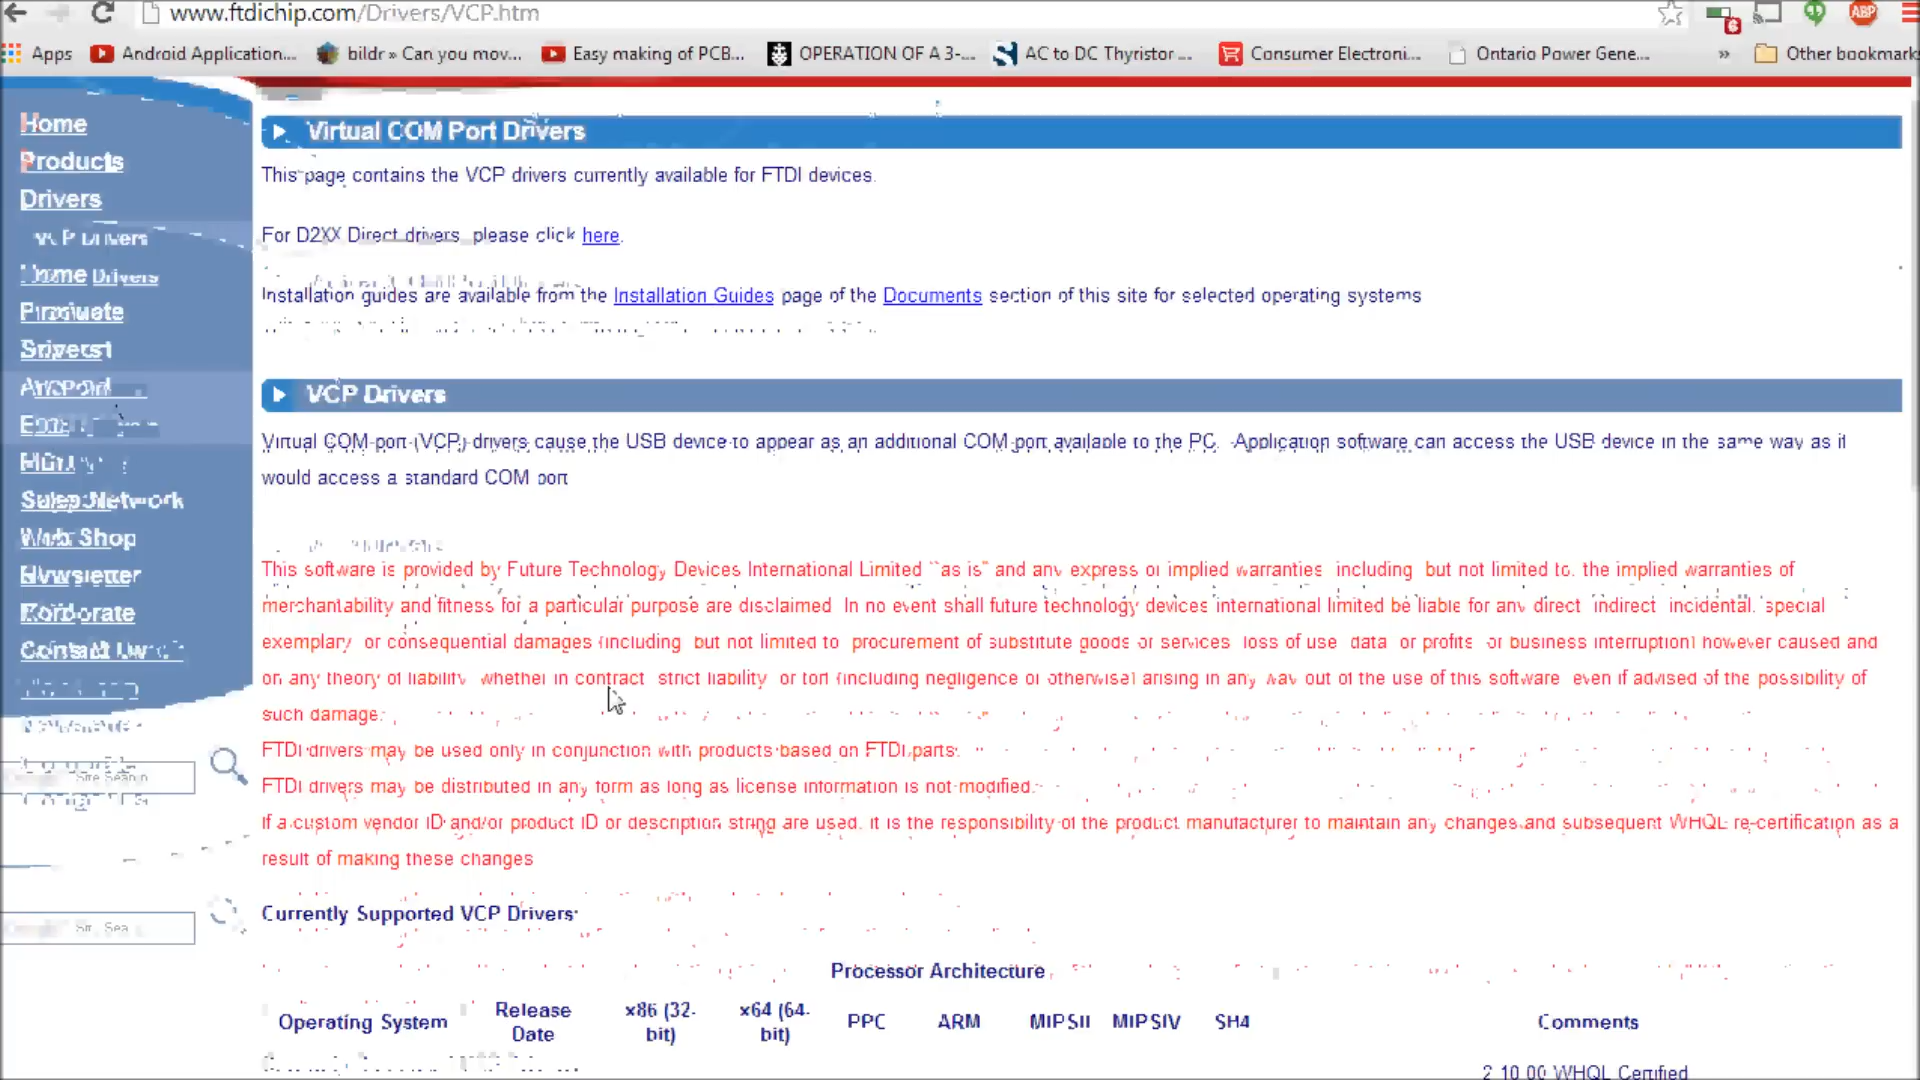 www.ftdichip.com/Drivers/VCP.htm
6
ABP
Apps
Android Application...
bildr » Can you mov...
Easy making of PCB...
OPERATION OF A 3-...
AC to DC Thyristor ...
Consumer Electroni...
Ontario Power Gene...
»
Other bookmark
Home
Products
Drivers
VCP Drivers
Home Drivers
Web Shop
Contact
Virtual COM Port Drivers
This page contains the VCP drivers currently available for FTDI devices.
For D2XX Direct drivers please click here.
Installation guides are available from the Installation Guides page of the Documents section of this site for selected operating systems
VCP Drivers
Virtual COM port (VCP) drivers cause the USB device to appear as an additional COM port available to the PC. Application software can access the USB device in the same way as it
would access a standard COM port
This software is provided by Future Technology Devices International Limited ``as is'' and any express or implied warranties including but not limited to, the implied warranties of
merchantability and fitness for a particular purpose are disclaimed In no event shall future technology devices international limited be liable for any direct indirect incidental, special
exemplary or consequential damages (including but not limited to procurement of substitute goods or services loss of use data or profits or business interruption) however caused and
on any theory of liability whether in contract strict liability or tort (including negligence or otherwise) arising in any way out of the use of this software even if advised of the possibility of
such damage.
FTDI drivers may be used only in conjunction with products based on FTDI parts.
FTDI drivers may be distributed in any form as long as license information is not modified.
If a custom vendor ID and/or product ID or description string are used, it is the responsibility of the product manufacturer to maintain any changes and subsequent WHQL re-certification as a
result of making these changes
Currently Supported VCP Drivers:
Processor Architecture
Operating System
Release Date
x86 (32-bit)
x64 (64-bit)
PPC
ARM
MIPSII
MIPSIV
SH4
Comments
2.10.00 WHQL Certified